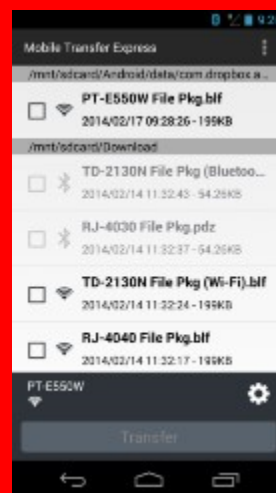 9:2
Mobile Transfer Express
/mnt/sdcard/Android/data/com.dropbox.a...
PT-E550W File Pkg.blf
2014/02/17 09:28:26 - 199KB
/mnt/sdcard/Download
TD-2130N File Pkg (Bluetoo...
2014/02/14 11:32:43 - 54.26KB
RJ-4030 File Pkg.pdz
2014/02/14 11:32:37 - 54.26KB
TD-2130N File Pkg (Wi-Fi).blf
2014/02/14 11:32:24 - 199KB
RJ-4040 File Pkg.blf
2014/02/14 11:32:17 - 199KB
PT-E550W
Transfer